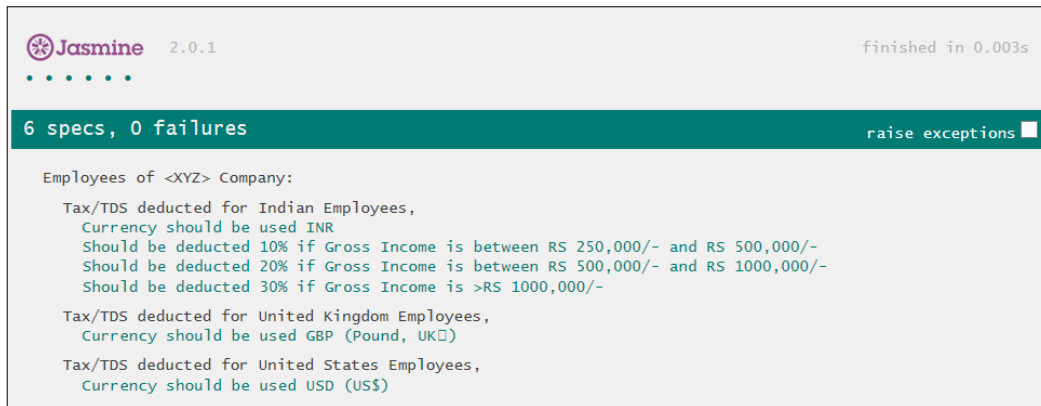 Jasmine 2.0.1 finished in 0.003s
6 specs, 0 failures raise exceptions
Employees of <XYZ> Company:
Tax/TDS deducted for Indian Employees,
Currency should be used INR
Should be deducted 10% if Gross Income is between RS 250,000/- and RS 500,000/-
Should be deducted 20% if Gross Income is between RS 500,000/- and RS 1000,000/-
Should be deducted 30% if Gross Income is >RS 1000,000/-
Tax/TDS deducted for United Kingdom Employees,
Currency should be used GBP (Pound, UK▯)
Tax/TDS deducted for United States Employees,
Currency should be used USD (US$)